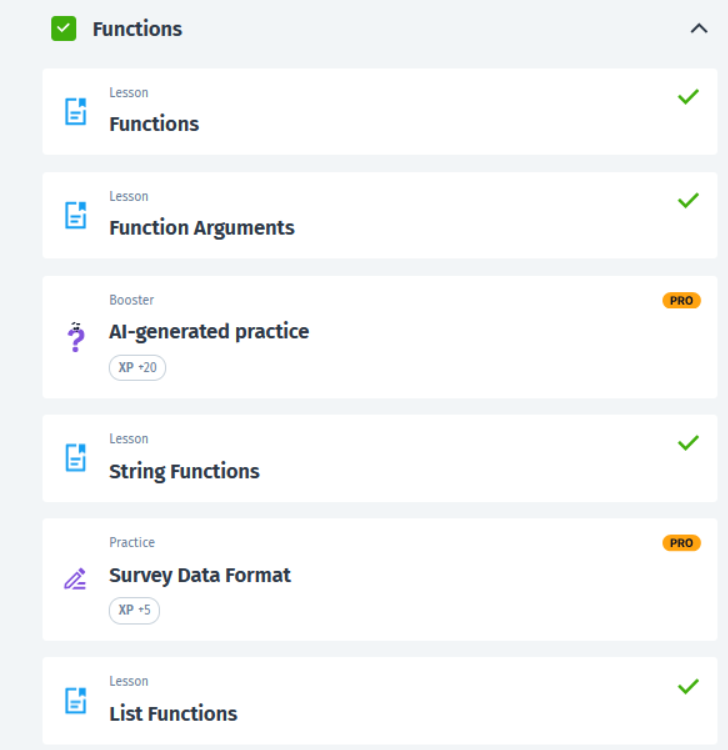 Functions
Lesson
Functions
Lesson
Function Arguments
Booster
PRO
AI-generated practice
XP +20
Lesson
String Functions
Practice
PRO
Survey Data Format
XP +5
Lesson
List Functions